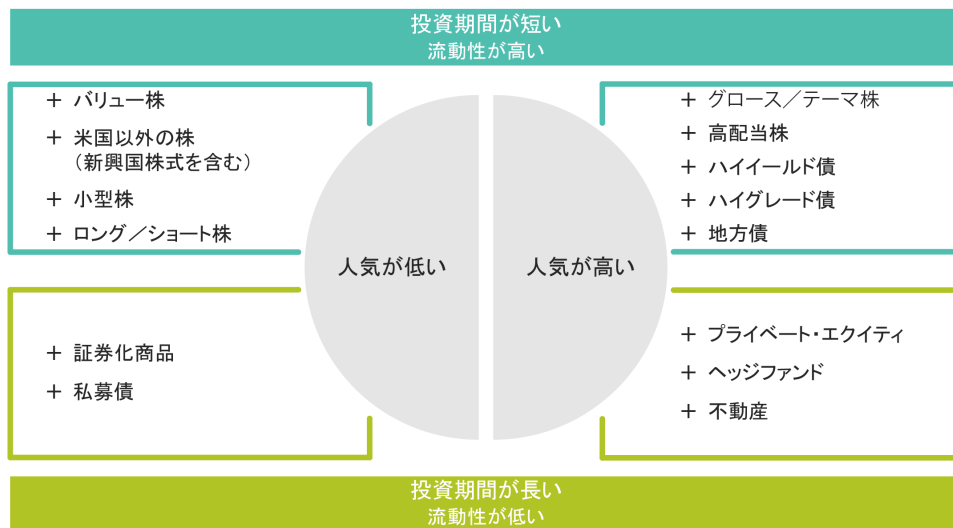 投資期間が短い
流動性が高い
+ バリュー株
+ 米国以外の株
（新興国株式を含む）
+ 小型株
+ ロング／ショート株
+ グロース／テーマ株
+ 高配当株
+ ハイイールド債
+ ハイグレード債
+ 地方債
人気が低い
人気が高い
+ 証券化商品
+ 私募債
+ プライベート・エクイティ
+ ヘッジファンド
+ 不動産
投資期間が長い
流動性が低い